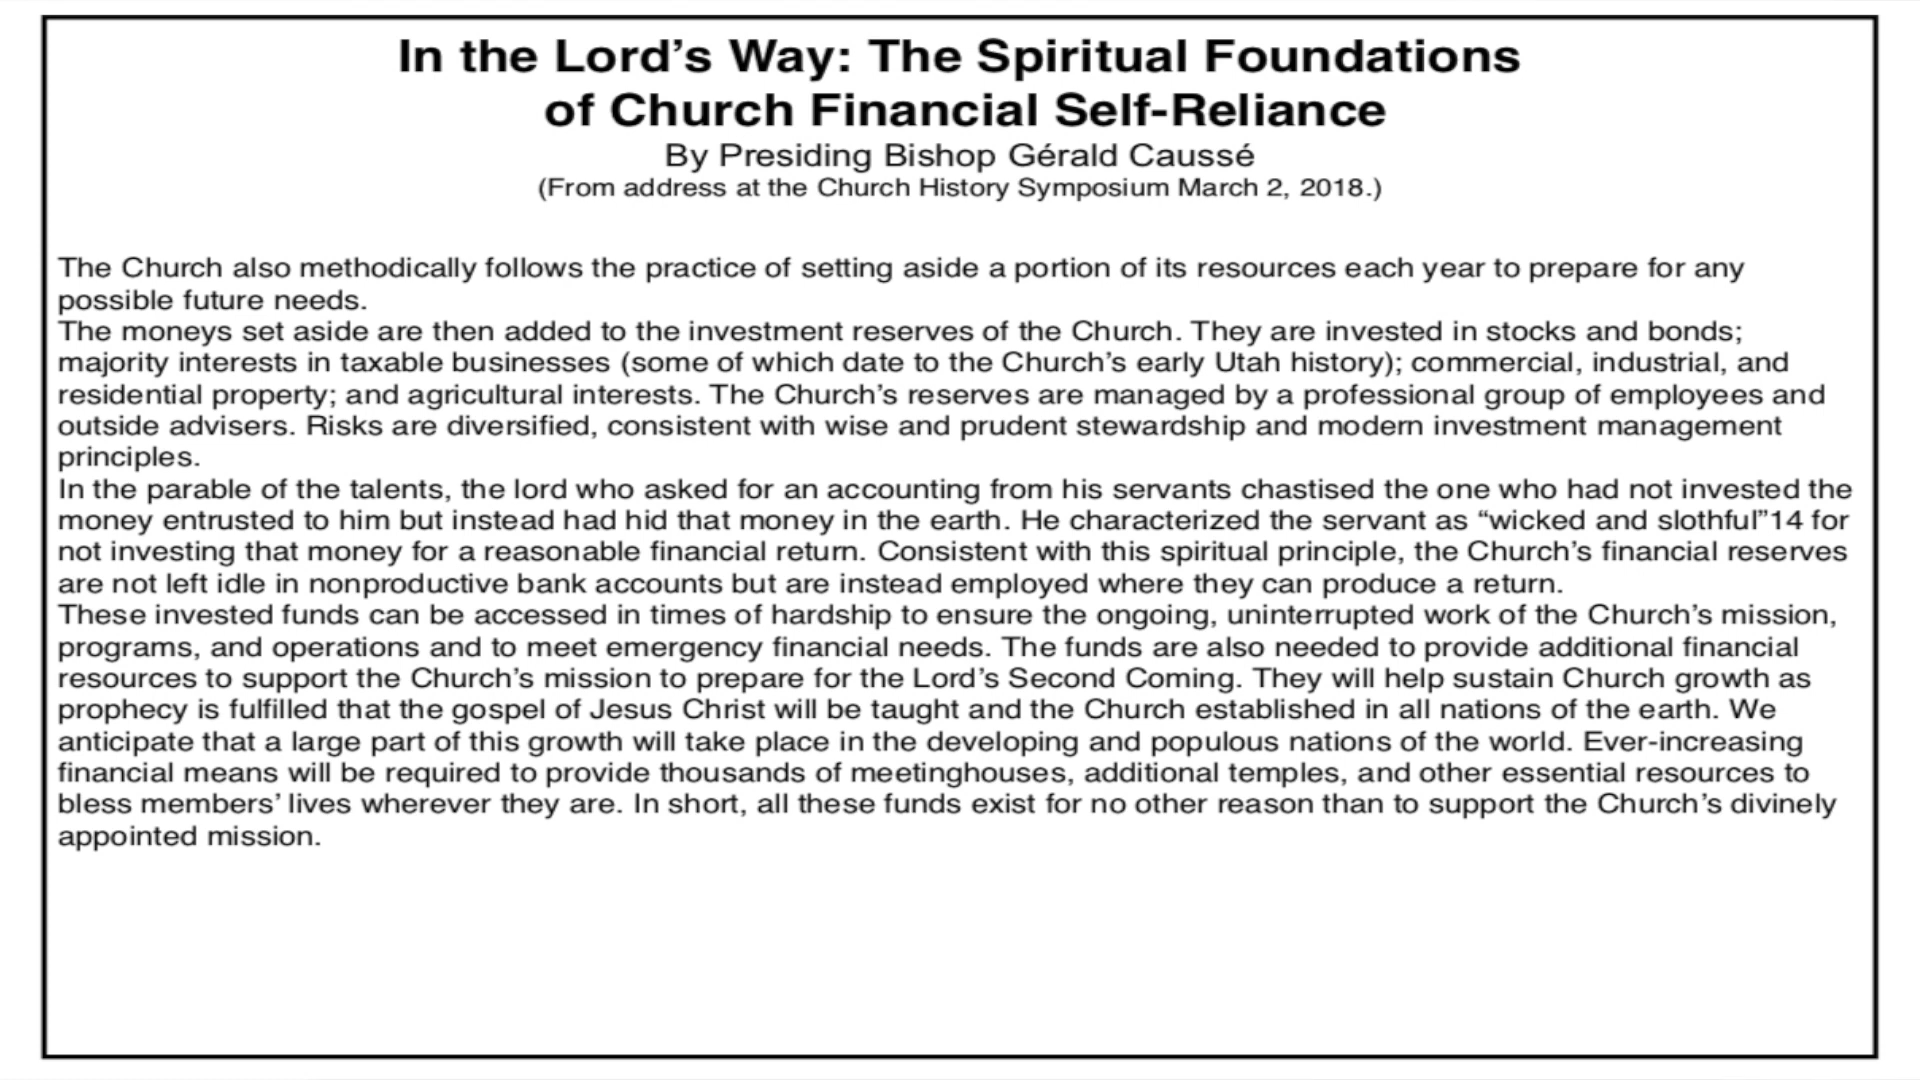 In the Lord’s Way: The Spiritual Foundations
of Church Financial Self-Reliance
By Presiding Bishop Gérald Caussé
(From address at the Church History Symposium March 2, 2018.)
The Church also methodically follows the practice of setting aside a portion of its resources each year to prepare for any
possible future needs.
The moneys set aside are then added to the investment reserves of the Church. They are invested in stocks and bonds;
majority interests in taxable businesses (some of which date to the Church’s early Utah history); commercial, industrial, and
residential property; and agricultural interests. The Church’s reserves are managed by a professional group of employees and
outside advisers. Risks are diversified, consistent with wise and prudent stewardship and modern investment management
principles.
In the parable of the talents, the lord who asked for an accounting from his servants chastised the one who had not invested the
money entrusted to him but instead had hid that money in the earth. He characterized the servant as “wicked and slothful”14 for
not investing that money for a reasonable financial return. Consistent with this spiritual principle, the Church’s financial reserves
are not left idle in nonproductive bank accounts but are instead employed where they can produce a return.
These invested funds can be accessed in times of hardship to ensure the ongoing, uninterrupted work of the Church’s mission,
programs, and operations and to meet emergency financial needs. The funds are also needed to provide additional financial
resources to support the Church’s mission to prepare for the Lord’s Second Coming. They will help sustain Church growth as
prophecy is fulfilled that the gospel of Jesus Christ will be taught and the Church established in all nations of the earth. We
anticipate that a large part of this growth will take place in the developing and populous nations of the world. Ever-increasing
financial means will be required to provide thousands of meetinghouses, additional temples, and other essential resources to
bless members’ lives wherever they are. In short, all these funds exist for no other reason than to support the Church’s divinely
appointed mission.